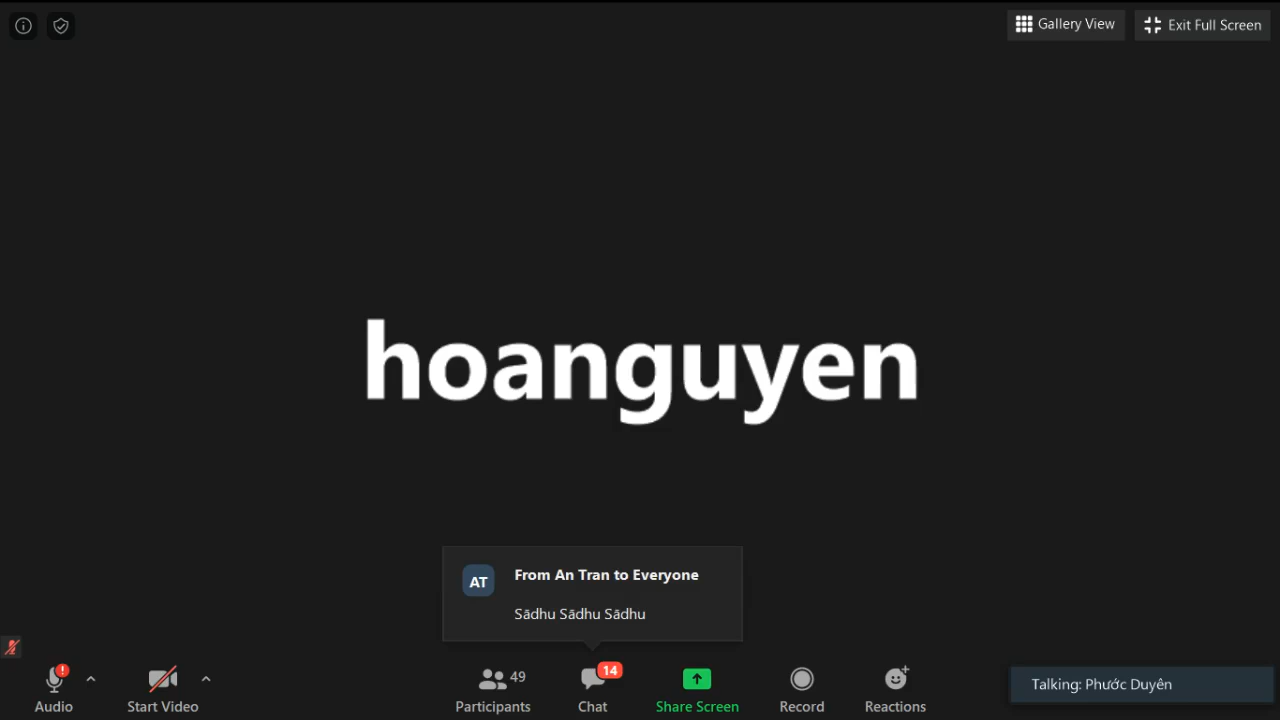 Gallery View
Exit Full Screen
hoanguyen
AT
From An Tran to Everyone
Sādhu Sādhu Sādhu
49
14
Audio
Start Video
Participants
Chat
Share Screen
Record
Reactions
Talking: Phước Duyên